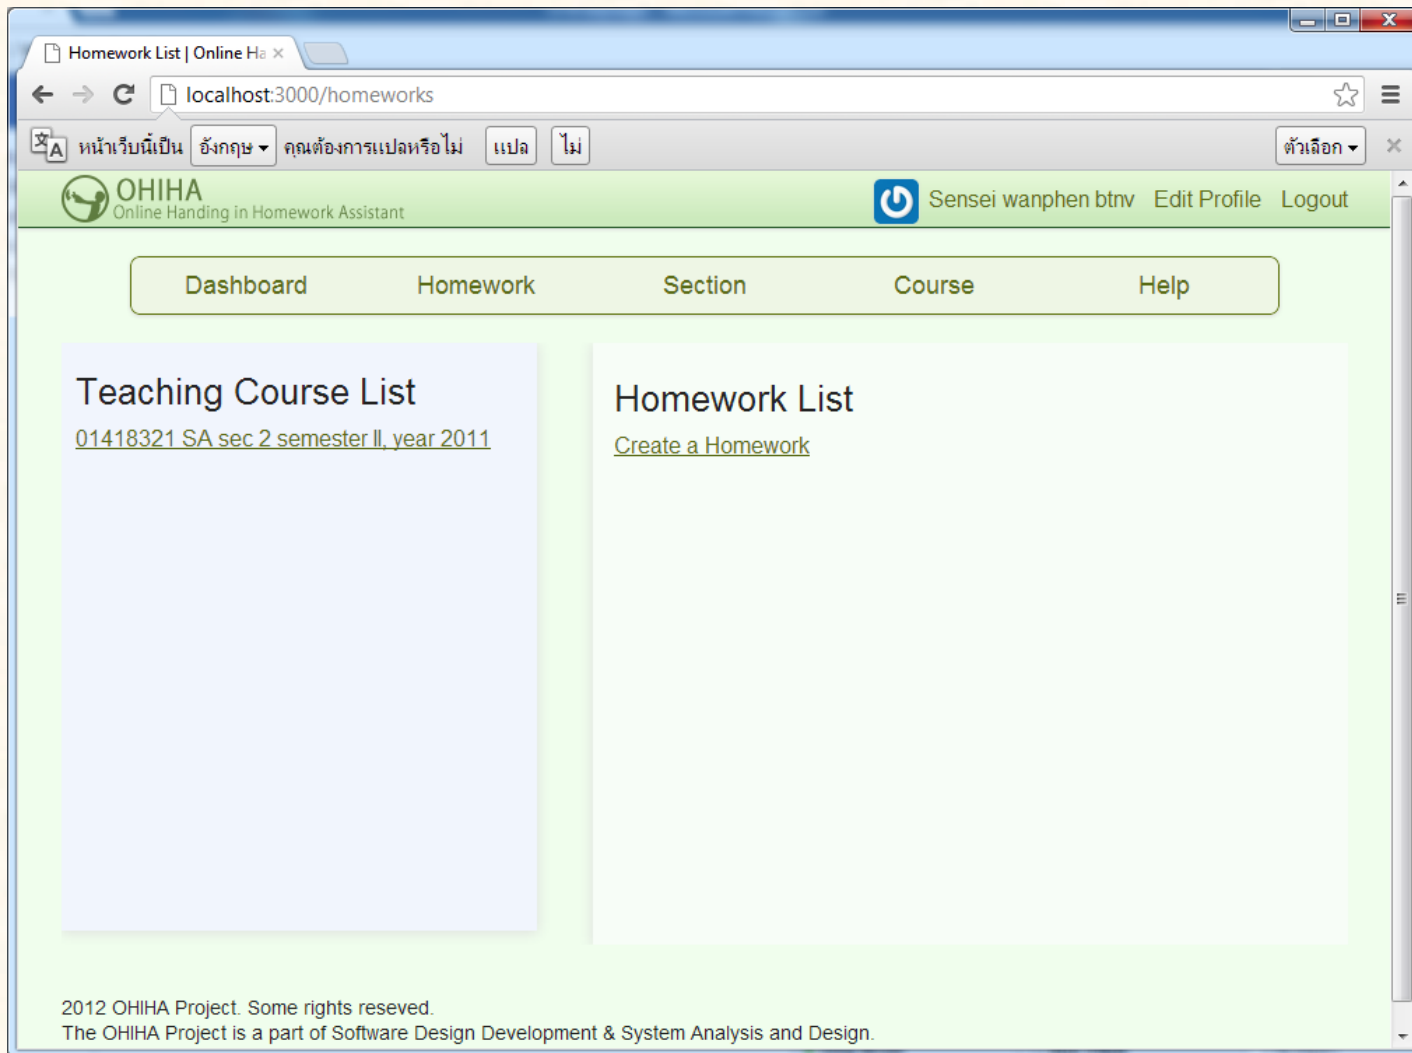 Homework List | Online Ha
localhost:3000/homeworks
หน้าเว็บนี้เป็น อังกฤษ คุณต้องการแปลหรือไม่ แปล ไม่ ตัวเลือก
OHIHA
Online Handing in Homework Assistant
Sensei wanphen btnv Edit Profile Logout
Dashboard Homework Section Course Help
Teaching Course List
01418321 SA sec 2 semester II, year 2011
Homework List
Create a Homework
2012 OHIHA Project. Some rights reseved.
The OHIHA Project is a part of Software Design Development & System Analysis and Design.